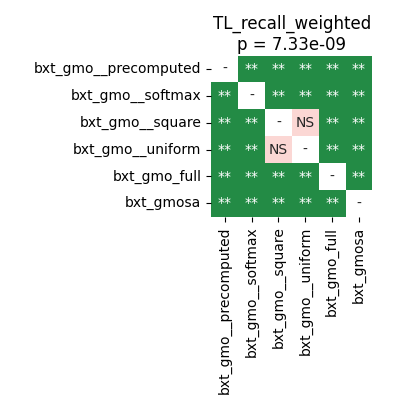 TL_recall_weighted
p = 7.33e-09
bxt_gmo__precomputed - ** ** ** ** **
bxt_gmo__softmax ** - ** ** ** **
bxt_gmo__square ** ** - NS ** **
bxt_gmo__uniform ** ** NS - ** **
bxt_gmo_full ** ** ** ** - **
bxt_gmosa ** ** ** ** ** -
bxt_gmo__precomputed
bxt_gmo__softmax
bxt_gmo__square
bxt_gmo__uniform
bxt_gmo_full
bxt_gmosa